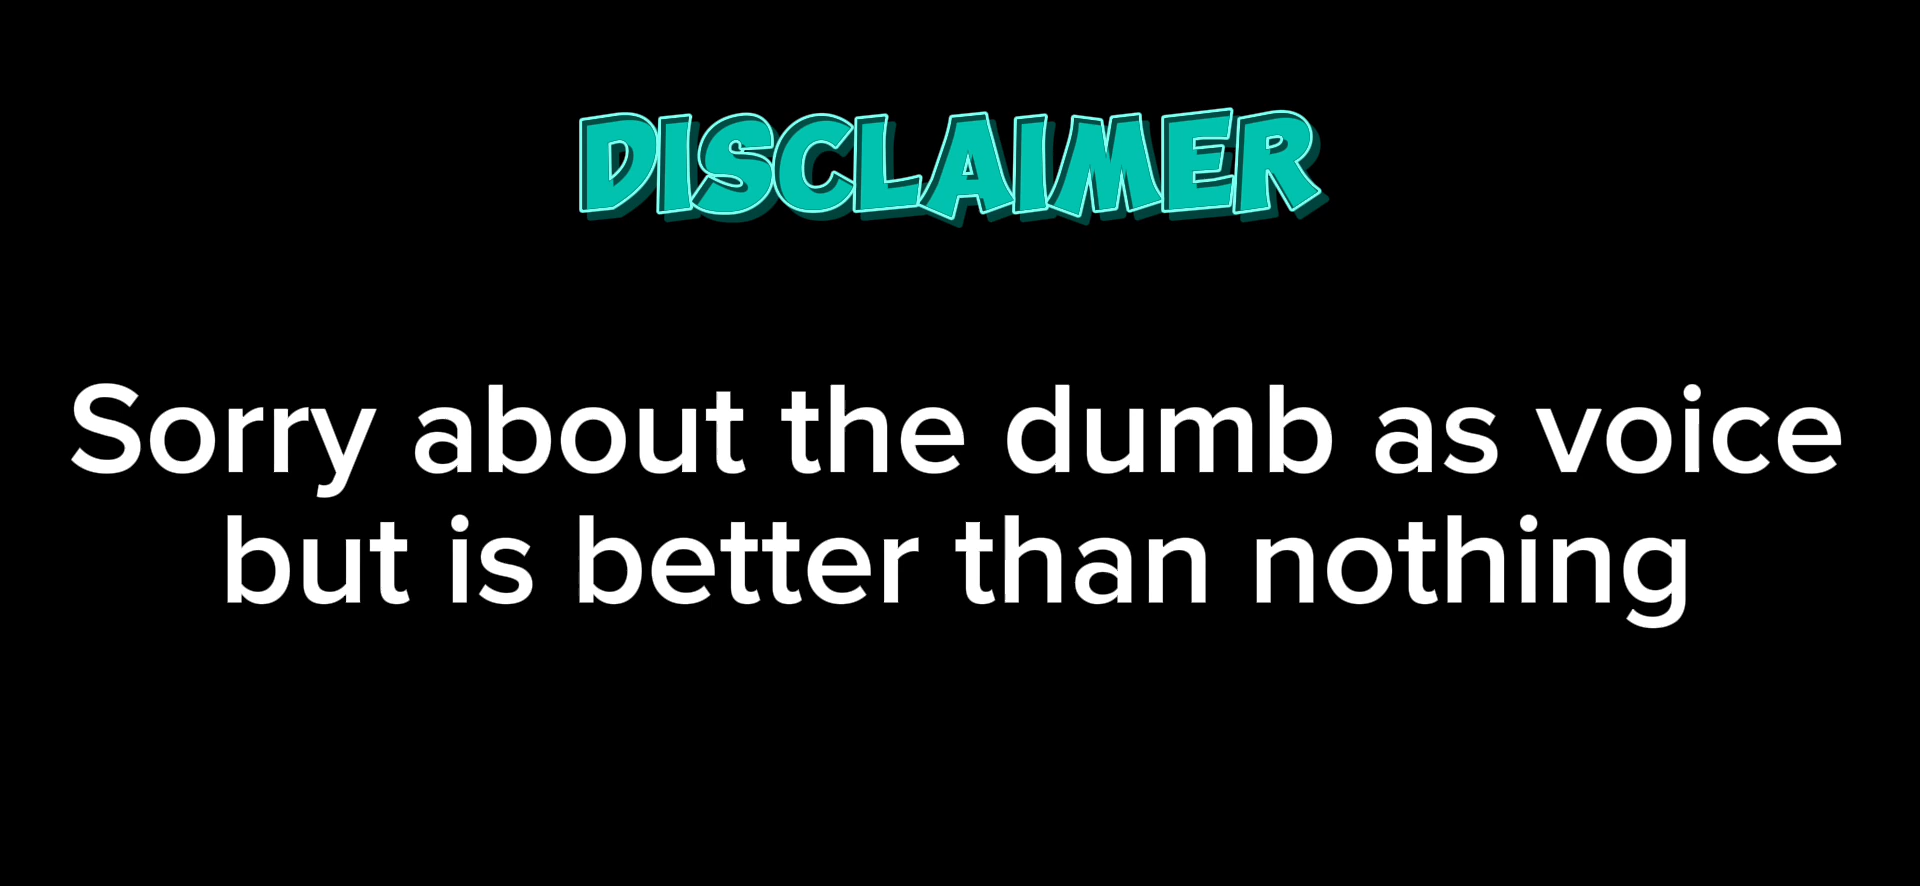 DISCLAIMER
Sorry about the dumb as voice
but is better than nothing